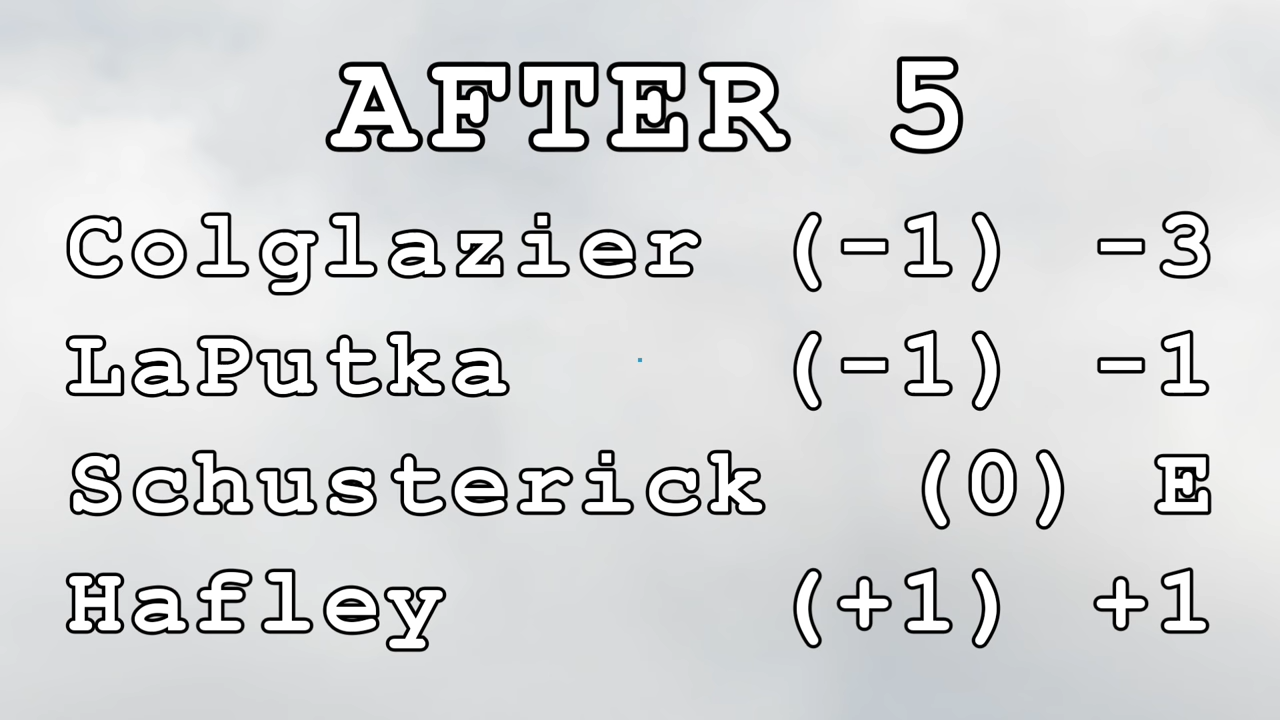 AFTER 5
Colglazier (-1) -3
LaPutka (-1) -1
Schusterick (0) E
Hafley (+1) +1